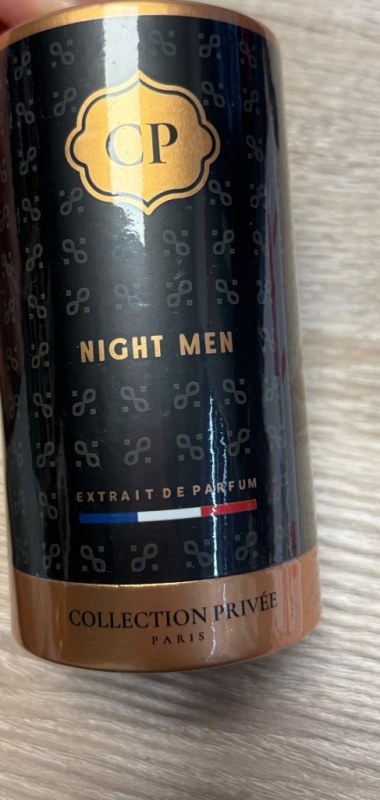 CP
NIGHT MEN
EXTRAIT DE PARFUM
COLLECTION PRIVÉE
PARIS